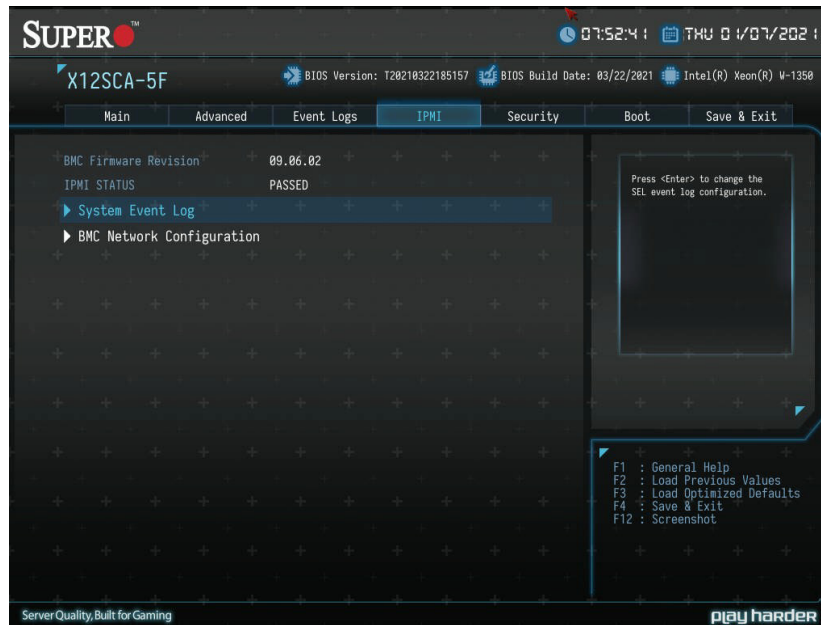 SUPER™
07:52:41 THU 01/07/2021
X12SCA-5F BIOS Version: T20210322185157 BIOS Build Date: 03/22/2021 Intel(R) Xeon(R) W-1350
Main Advanced Event Logs IPMI Security Boot Save & Exit
BMC Firmware Revision 09.06.02
IPMI STATUS PASSED
System Event Log
BMC Network Configuration
Press <Enter> to change the
SEL event log configuration.
F1 : General Help
F2 : Load Previous Values
F3 : Load Optimized Defaults
F4 : Save & Exit
F12 : Screenshot
Server Quality, Built for Gaming
play harder